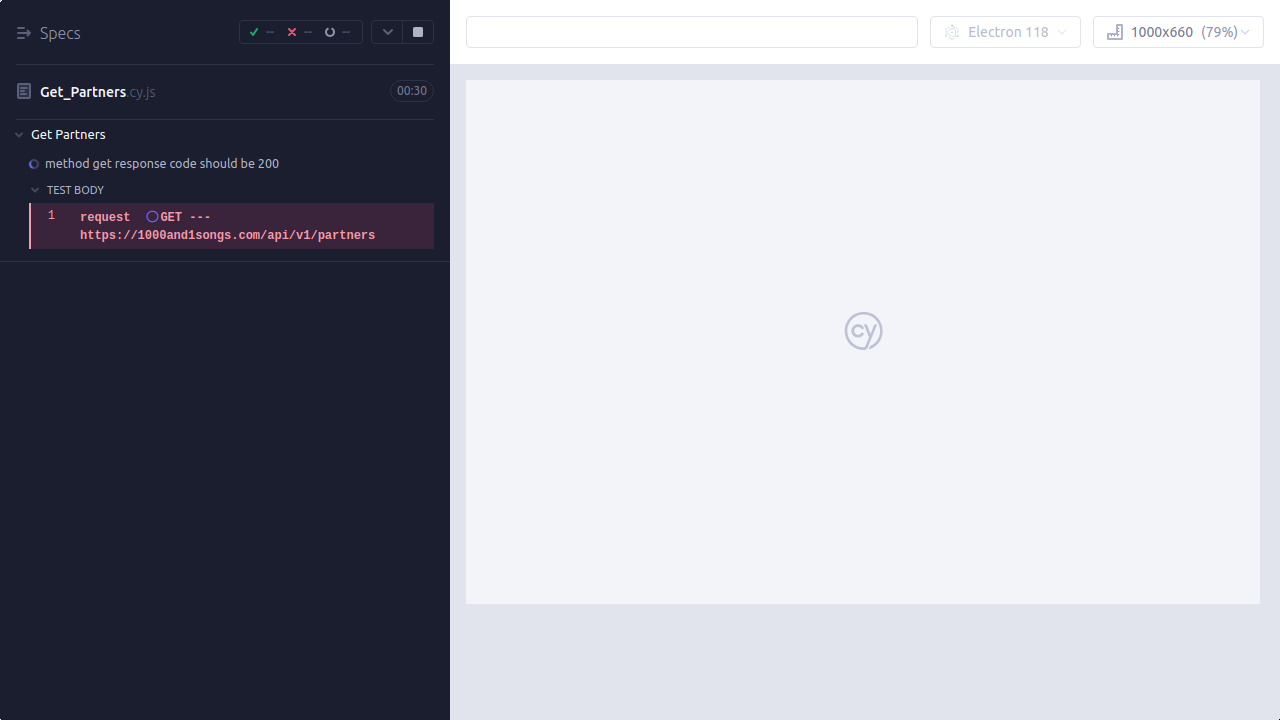 Specs
--
--
--
Electron 118
1000x660 (79%)
Get_Partners.cy.js
00:30
Get Partners
method get response code should be 200
TEST BODY
1 request GET ---
https://1000and1songs.com/api/v1/partners
cy